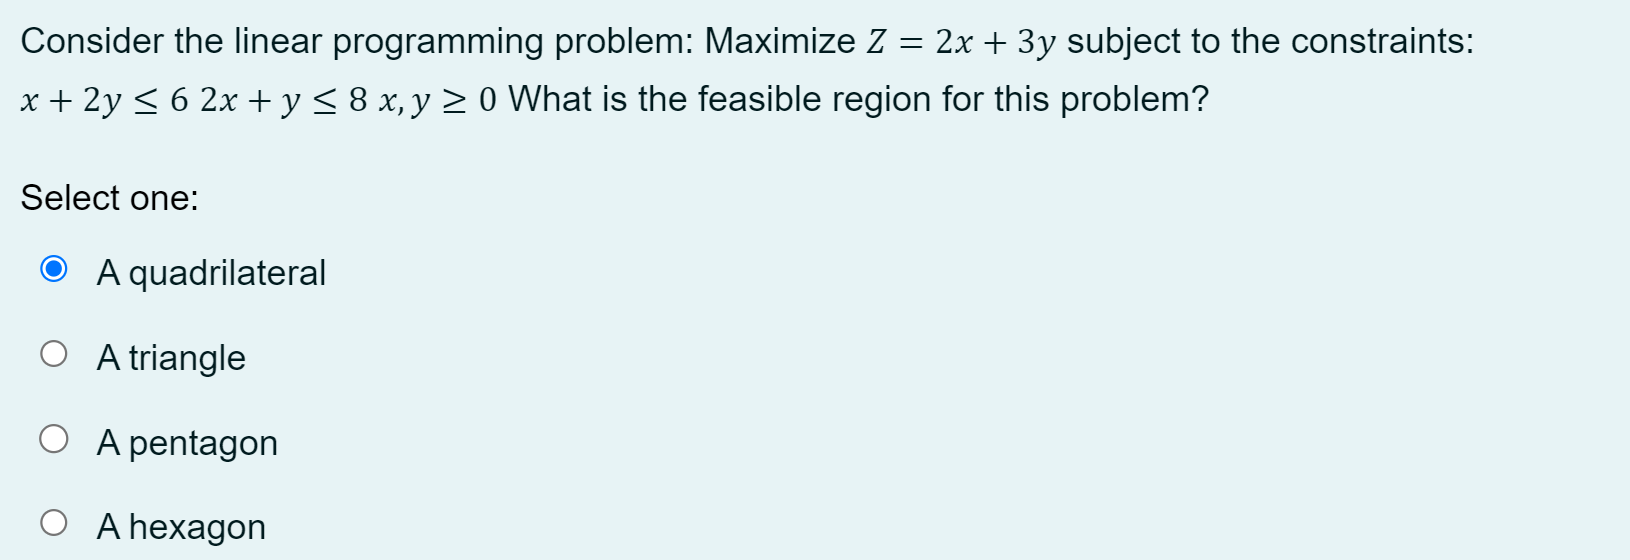 Consider the linear programming problem: Maximize Z = 2x + 3y subject to the constraints:
x + 2y ≤ 6 2x + y ≤ 8 x, y ≥ 0 What is the feasible region for this problem?
Select one:
A quadrilateral
A triangle
A pentagon
A hexagon